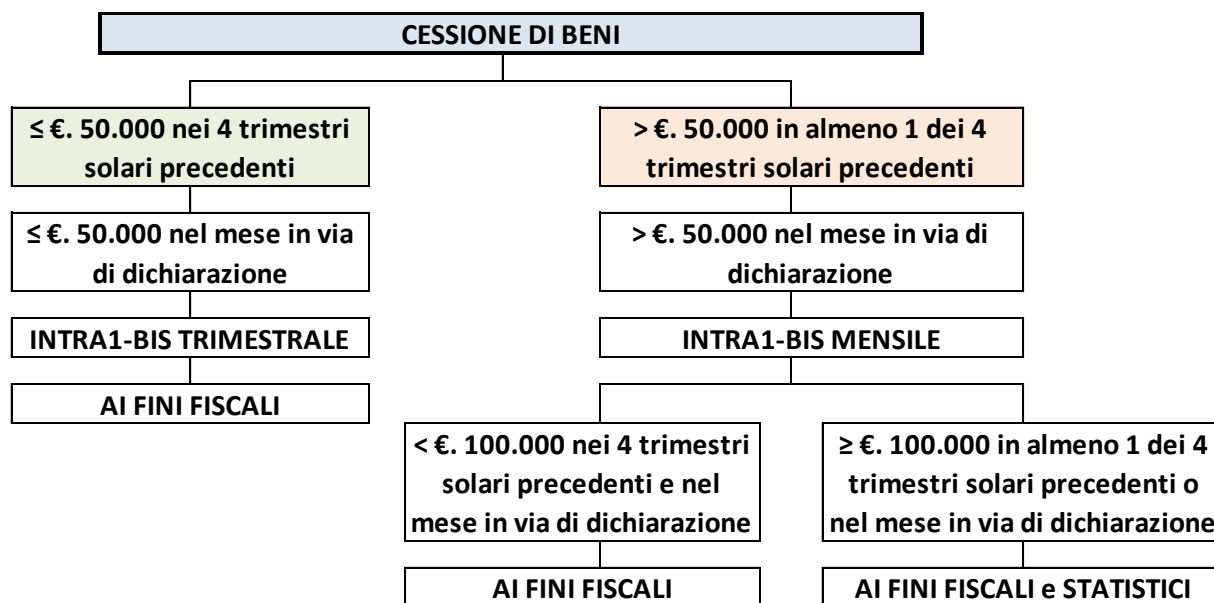 CESSIONE DI BENI
≤ €. 50.000 nei 4 trimestri
solari precedenti
> €. 50.000 in almeno 1 dei 4
trimestri solari precedenti
≤ €. 50.000 nel mese in via
di dichiarazione
> €. 50.000 nel mese in via di
dichiarazione
INTRA1-BIS TRIMESTRALE
INTRA1-BIS MENSILE
AI FINI FISCALI
< €. 100.000 nei 4 trimestri
solari precedenti e nel
mese in via di dichiarazione
≥ €. 100.000 in almeno 1 dei 4
trimestri solari precedenti o
nel mese in via di dichiarazione
AI FINI FISCALI
AI FINI FISCALI e STATISTICI